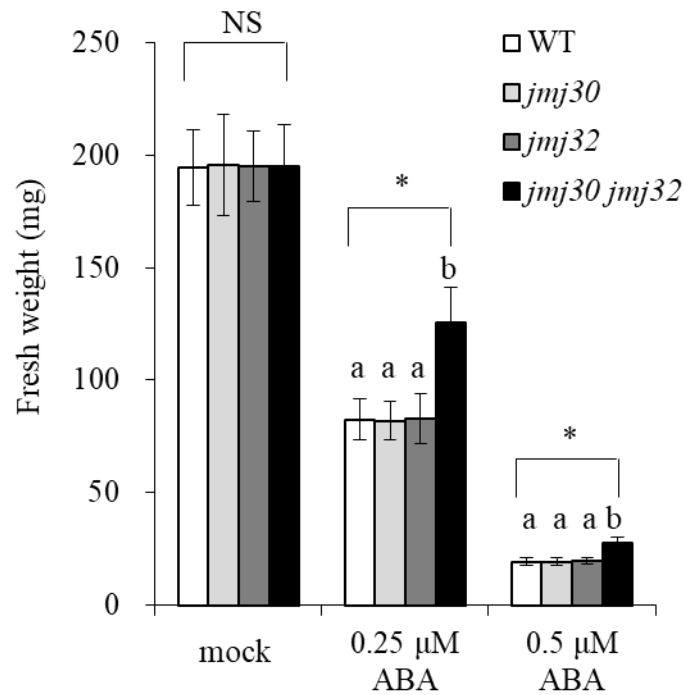 NS
WT
jmj30
jmj32
jmj30 jmj32
Fresh weight (mg)
250
200
150
100
50
0
*
b
a a a
*
a a a b
mock
0.25 μM
ABA
0.5 μM
ABA